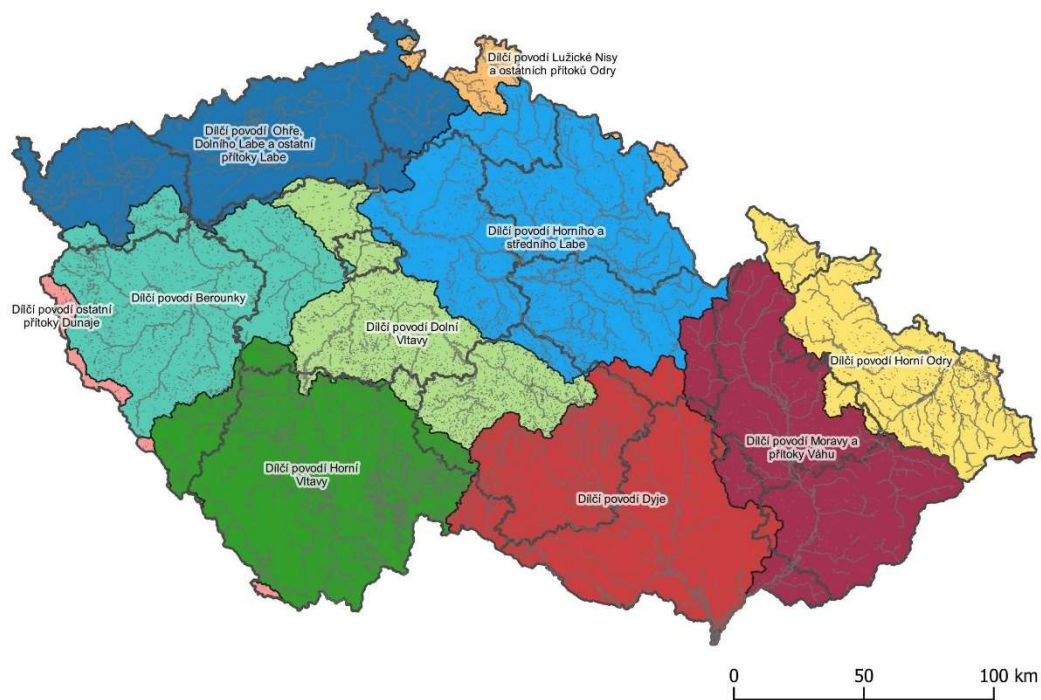 Dílčí povodí Lužické Nisy
a ostatních přítoků Odry
Dílčí povodí Ohře,
Dolního Labe a ostatní
přítoky Labe
Dílčí povodí Horního a
středního Labe
Dílčí povodí Berounky
Dílčí povodí ostatní
přítoky Dunaje
Dílčí povodí Dolní
Vltavy
Dílčí povodí Horní Odry
Dílčí povodí Moravy a
přítoky Váhu
Dílčí povodí Horní
Vltavy
Dílčí povodí Dyje
0 50 100 km